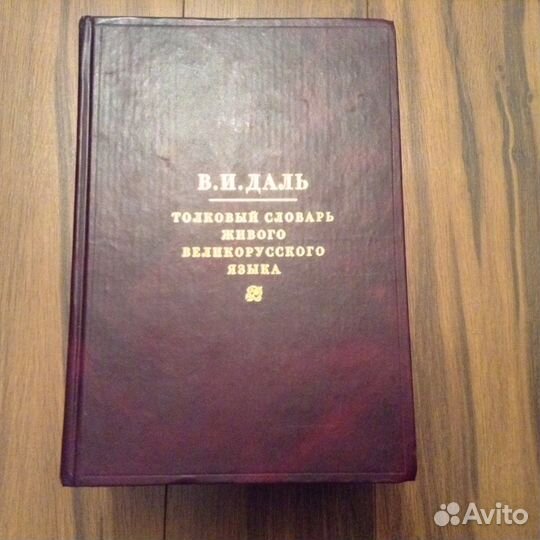 В.И.ДАЛЬ
ТОЛКОВЫЙ СЛОВАРЬ
ЖИВОГО
ВЕЛИКОРУССКОГО
ЯЗЫКА
Avito